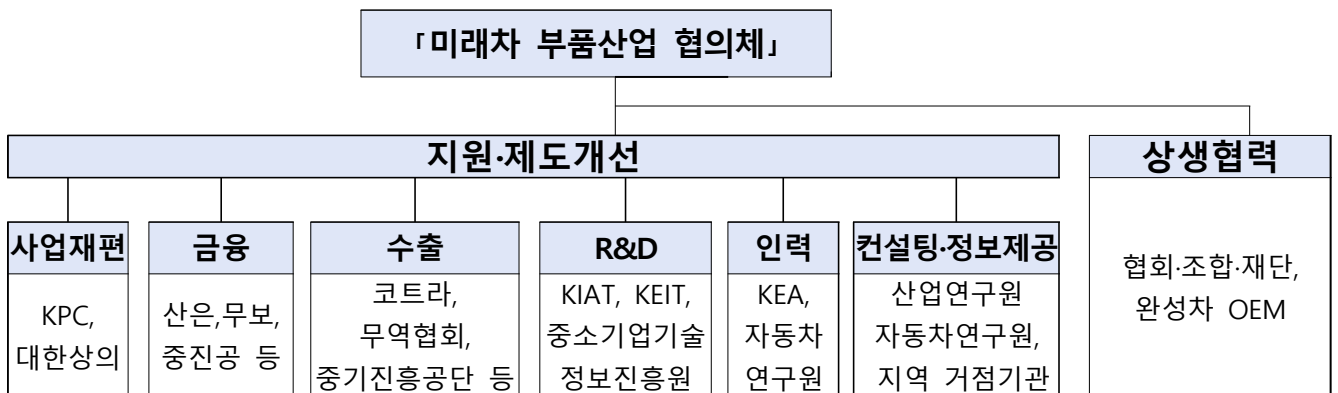 「미래차 부품산업 협의체」
지원·제도개선
상생협력
사업재편
KPC,
대한상의
금융
산은,무보,
중진공 등
수출
코트라,
무역협회,
중기진흥공단 등
R&D
KIAT, KEIT,
중소기업기술
정보진흥원
인력
KEA,
자동차
연구원
컨설팅·정보제공
산업연구원
자동차연구원,
지역 거점기관
협회·조합·재단,
완성차 OEM